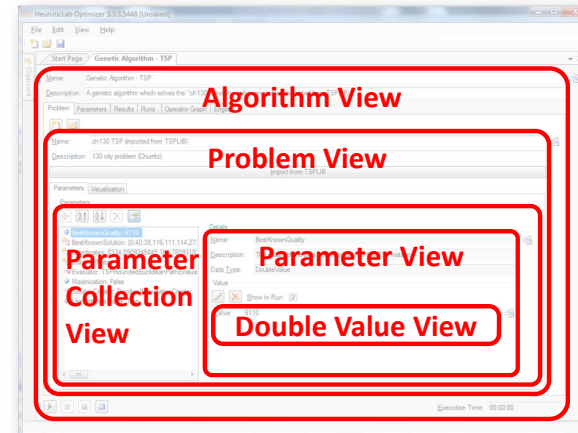 HeuristicLab Optimizer 3.3.3.5448 [Unsaved]
File Edit View Help
Start Page Genetic Algorithm - TSP
Clipboard
Name: Genetic Algorithm - TSP
Description: A genetic algorithm which solves the "ch130"
Algorithm View
Problem Parameters Results Runs Operator Graph Engine
Name: ch130 TSP (imported from TSPLIB)
Description: 130 city problem (Churritz)
Problem View
Import from TSPLIB
Parameters Visualization
Parameters
Details
BestKnownQuality: 6110
Name: BestKnownQuality
BestKnownSolution: [0;40;38;116;111;114;27;
Description:
Parameter View
Data Type: DoubleValue
Parameter
Collection
View
Maximization: False
Value
Show in Run:
Value: 6110
Double Value View
Execution Time: 00:00:00